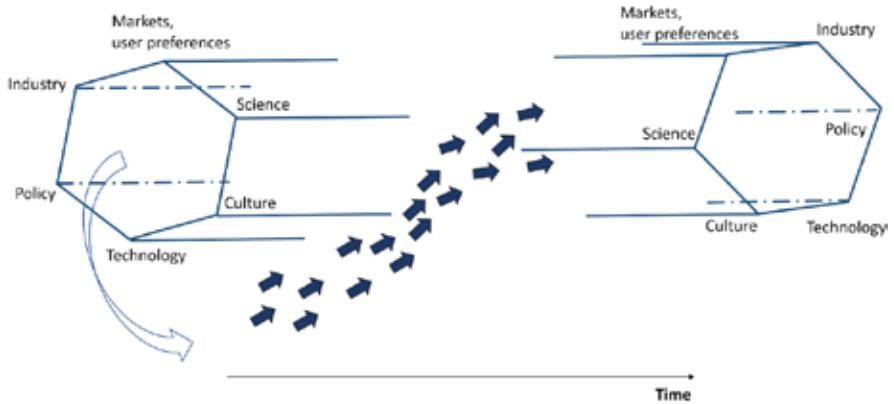 Markets,
user preferences
Industry
Science
Policy
Culture
Technology
Markets,
user preferences
Industry
Science
Policy
Culture
Technology
Time